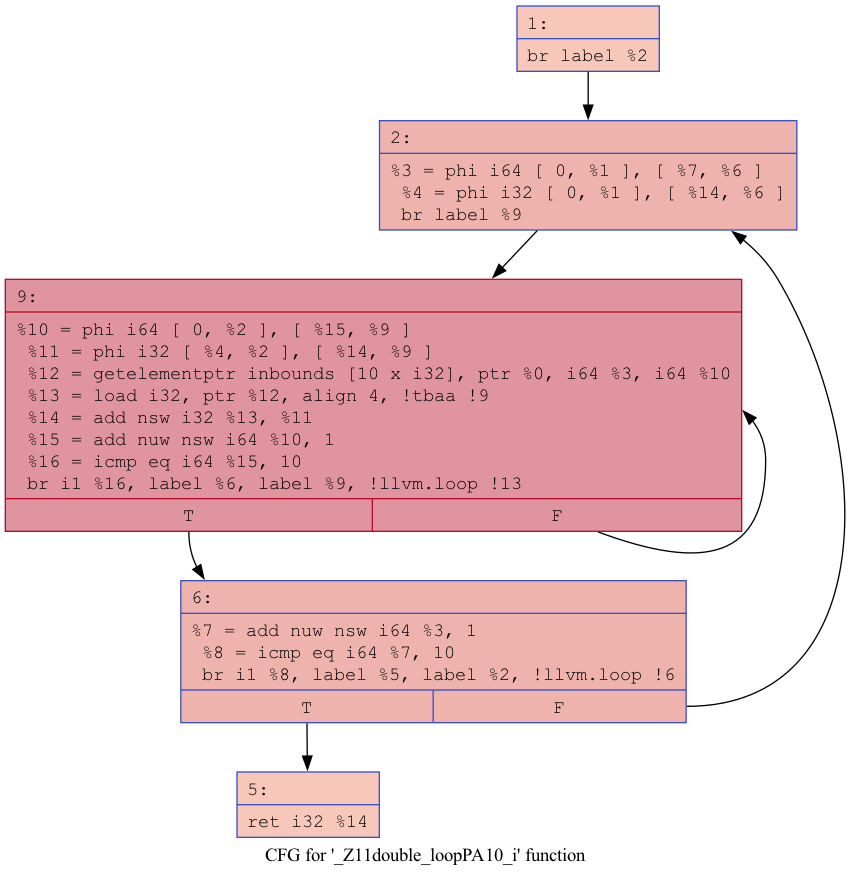 1:
br label %2
2:
%3 = phi i64 [ 0, %1 ], [ %7, %6 ]
%4 = phi i32 [ 0, %1 ], [ %14, %6 ]
br label %9
9:
%10 = phi i64 [ 0, %2 ], [ %15, %9 ]
%11 = phi i32 [ %4, %2 ], [ %14, %9 ]
%12 = getelementptr inbounds [10 x i32], ptr %0, i64 %3, i64 %10
%13 = load i32, ptr %12, align 4, !tbaa !9
%14 = add nsw i32 %13, %11
%15 = add nuw nsw i64 %10, 1
%16 = icmp eq i64 %15, 10
br i1 %16, label %6, label %9, !llvm.loop !13
T F
6:
%7 = add nuw nsw i64 %3, 1
%8 = icmp eq i64 %7, 10
br i1 %8, label %5, label %2, !llvm.loop !6
T F
5:
ret i32 %14
CFG for '_Z11double_loopPA10_i' function